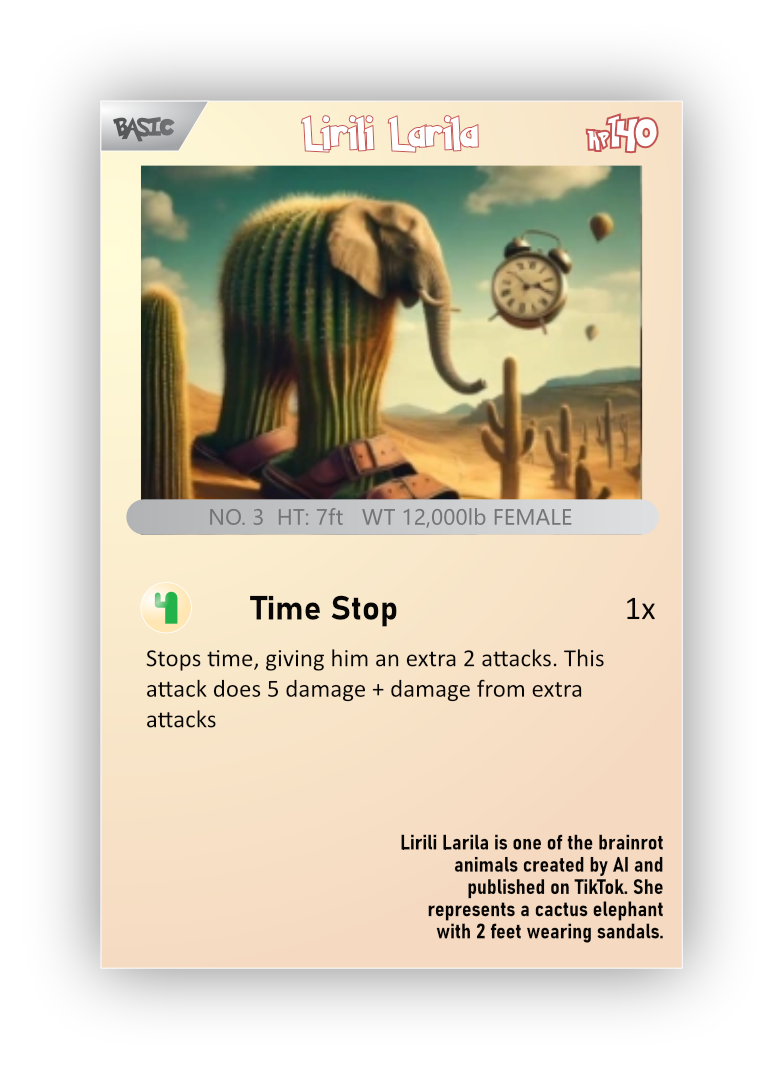 BASIC
Lirili Larila
HP140
NO. 3 HT: 7ft WT 12,000lb FEMALE
Time Stop 1x
Stops time, giving him an extra 2 attacks. This
attack does 5 damage + damage from extra
attacks
Lirili Larila is one of the brainrot
animals created by AI and
published on TikTok. She
represents a cactus elephant
with 2 feet wearing sandals.